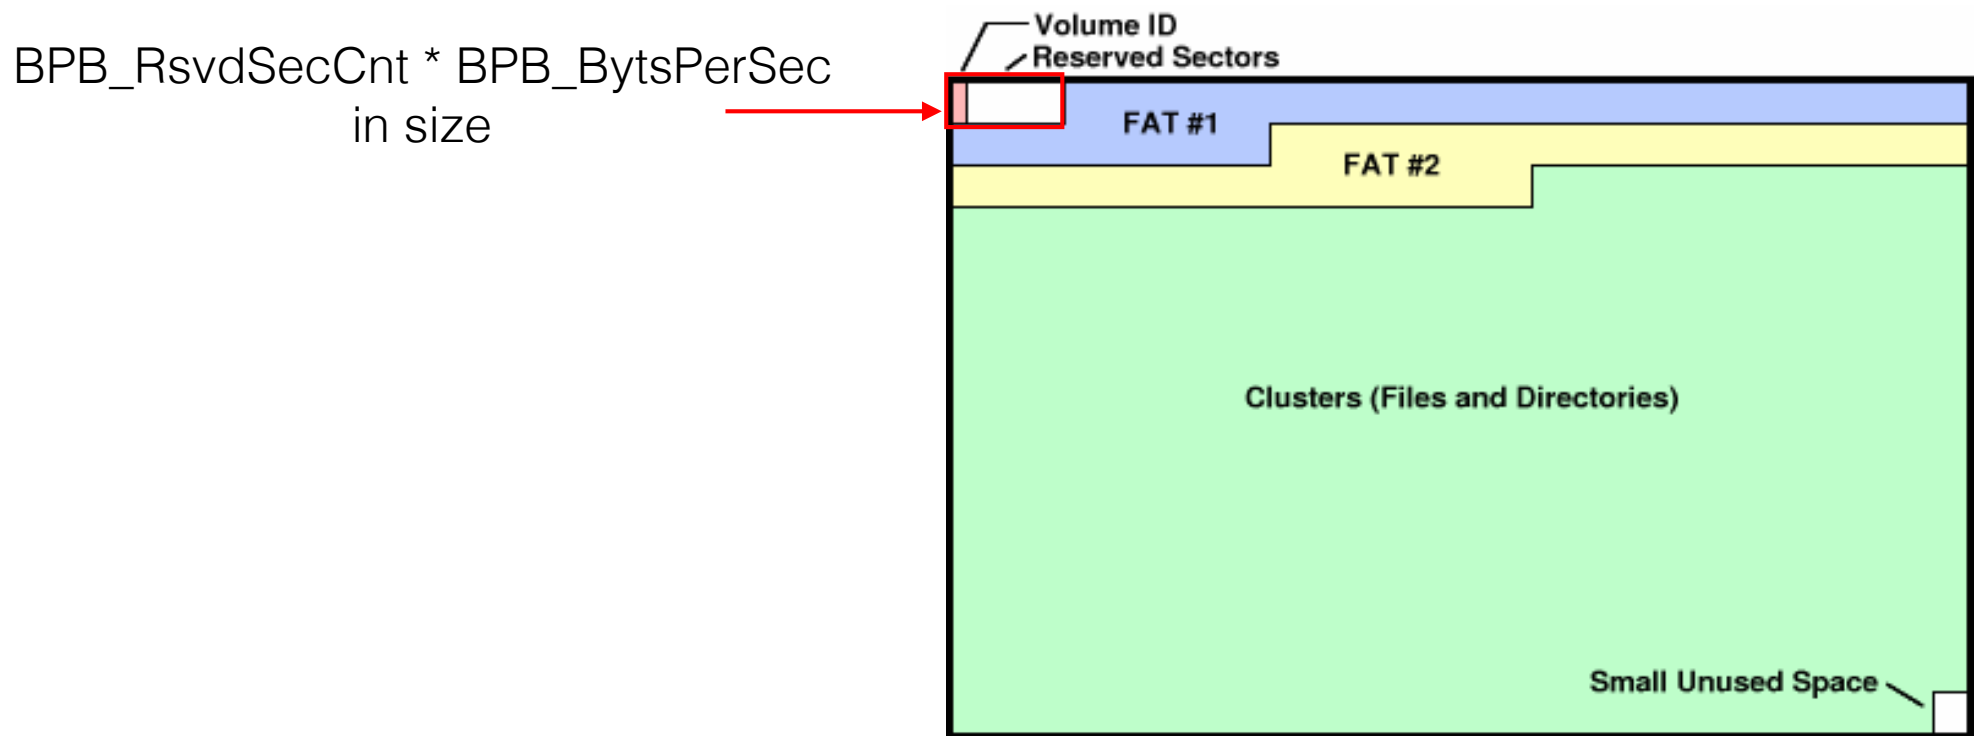 BPB_RsvdSecCnt * BPB_BytsPerSec
in size
Volume ID
Reserved Sectors
FAT #1
FAT #2
Clusters (Files and Directories)
Small Unused Space